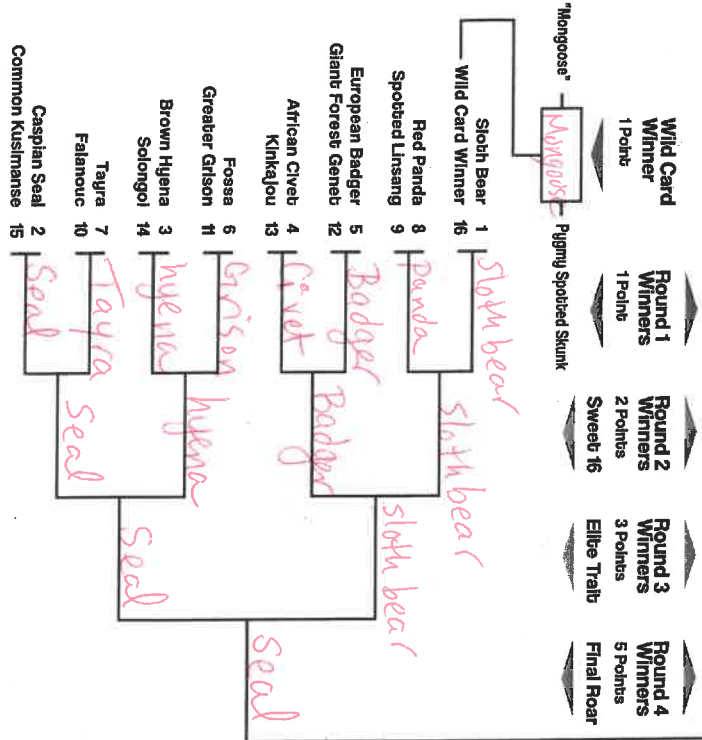 Wild Card
Winner
1 Point
Round 1
Winners
1 Point
Round 2
Winners
2 Points
Sweet 16
Round 3
Winners
3 Points
Elite Trait
Round 4
Winners
5 Points
Final Roar
"Mongoose"
Mongoose
Pygmy Spotted Skunk
Sloth Bear 1
Wild Card Winner 16
Red Panda 8
Spotted Linsang 9
European Badger 5
Giant Forest Genet 12
African Civet 4
Kinkajou 13
Fossa 6
Greater Grison 11
Brown Hyena 3
Solongoi 14
Tayra 7
Falanouc 10
Caspian Seal 2
Common Kusimanse 15
sloth bear
panda
Badger
Civet
Grison
hyena
Tayra
Seal
sloth bear
Badger
hyena
Seal
sloth bear
Seal
Seal